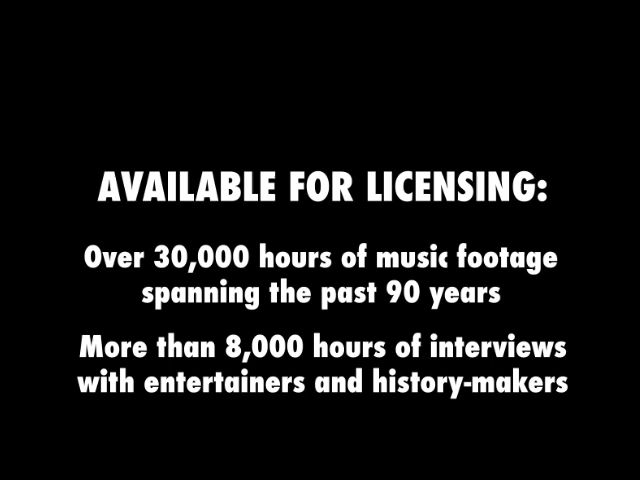 AVAILABLE FOR LICENSING:
Over 30,000 hours of music footage
spanning the past 90 years
More than 8,000 hours of interviews
with entertainers and history-makers